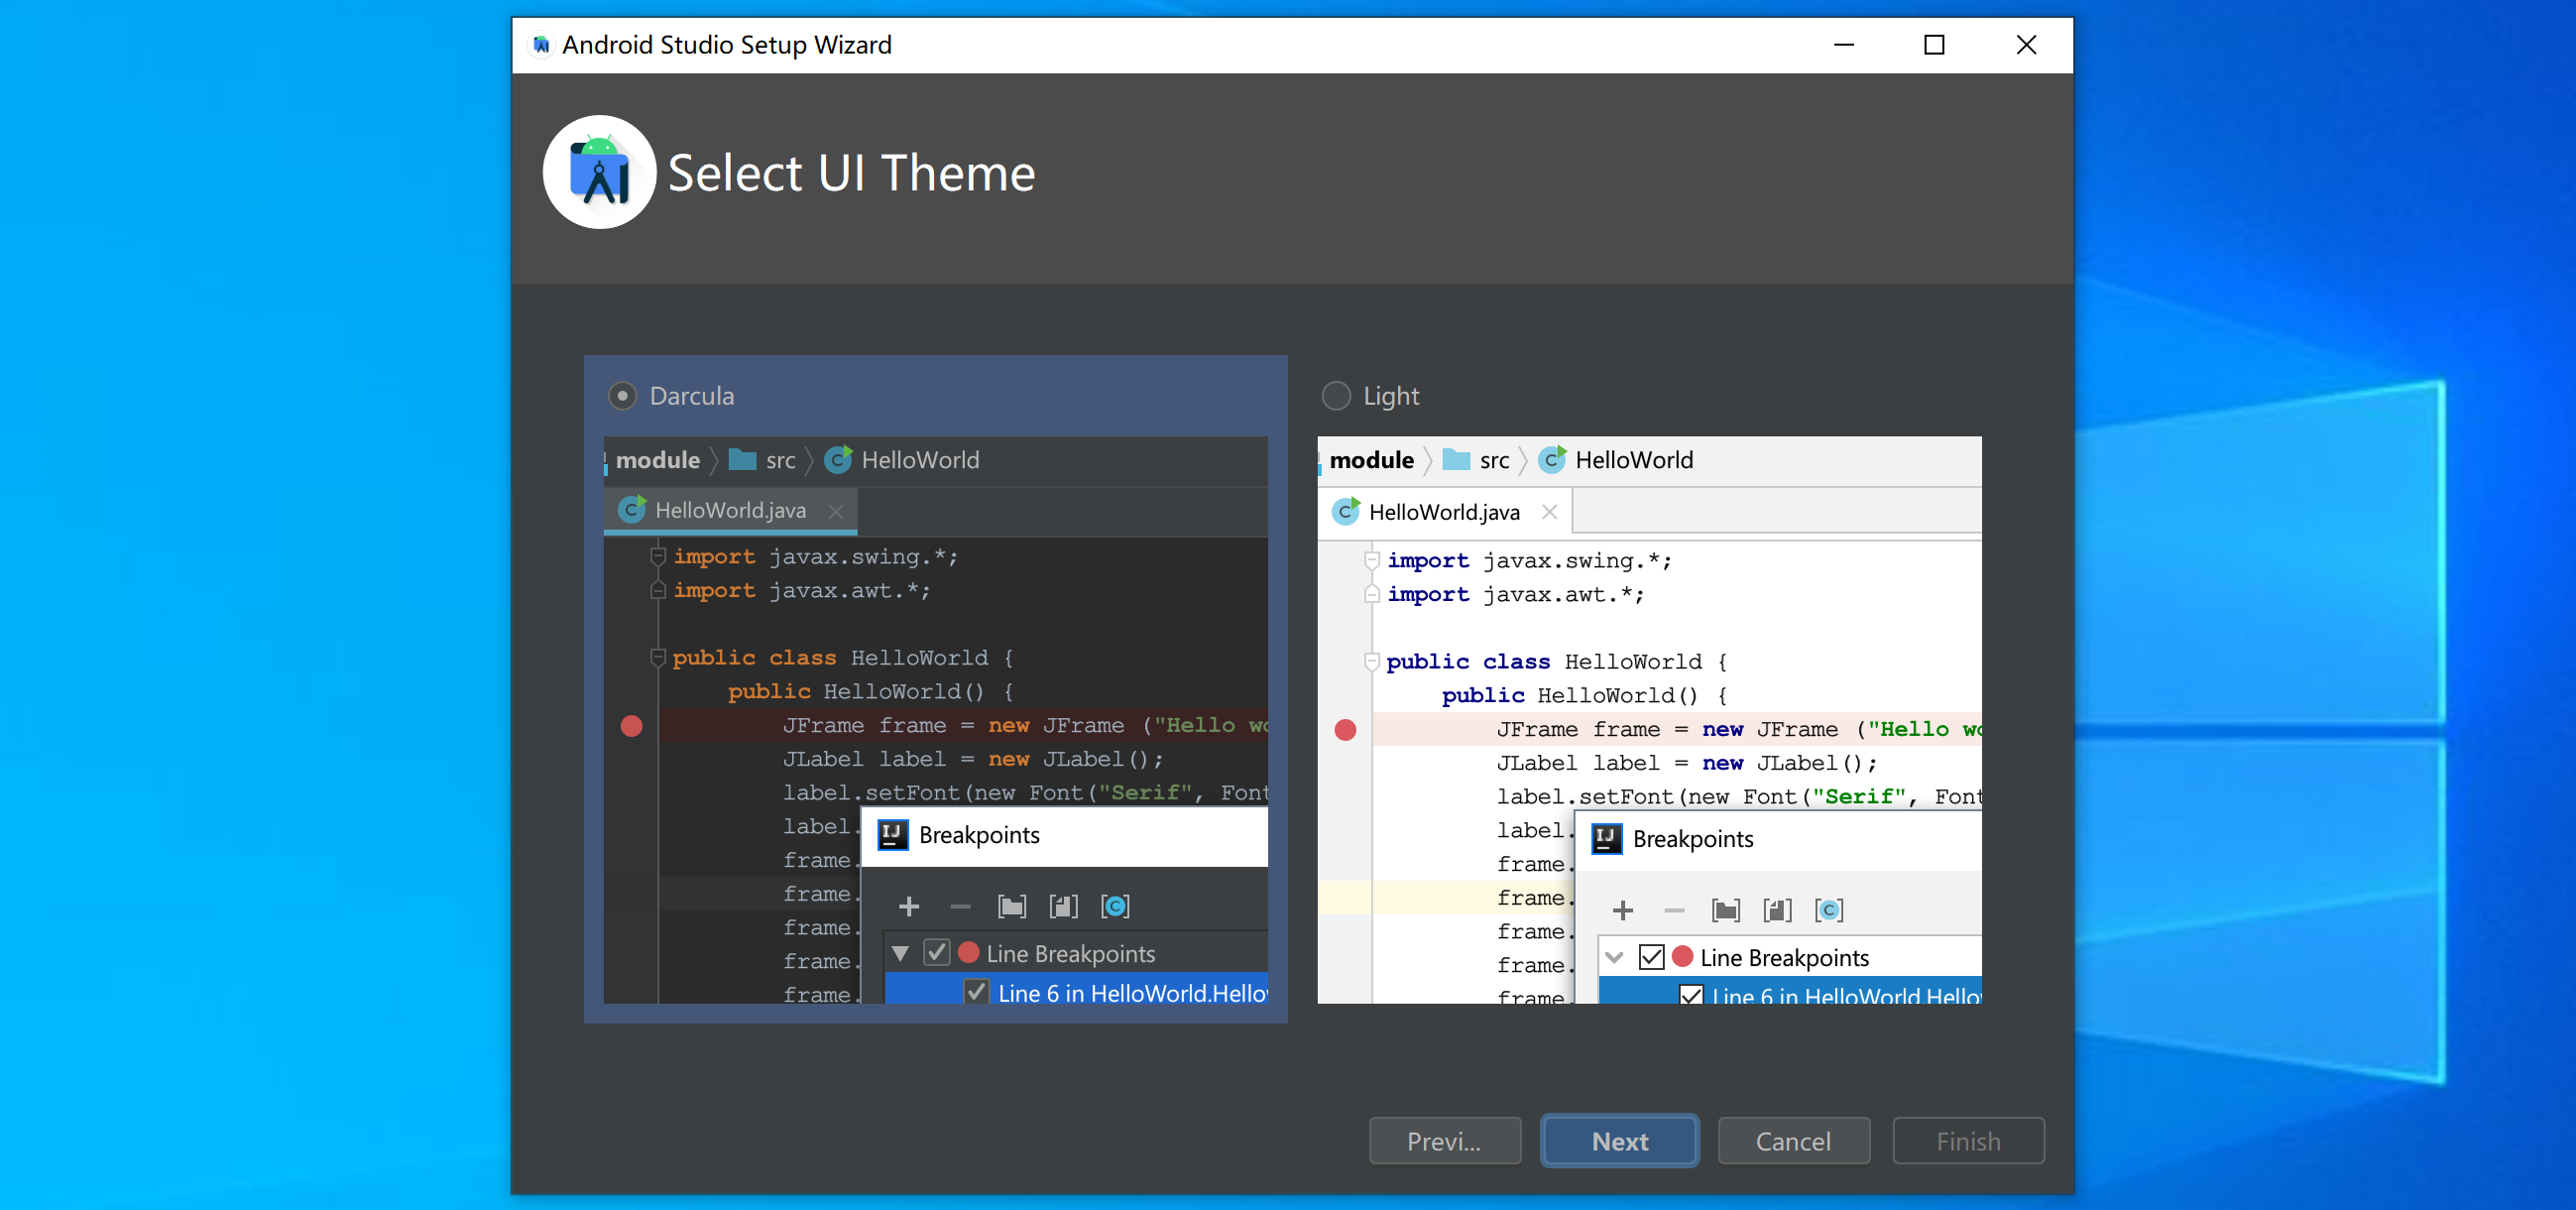 Android Studio Setup Wizard
Select UI Theme
Darcula
module src HelloWorld
HelloWorld.java
import javax.swing.*;
import javax.awt.*;
public class HelloWorld {
public HelloWorld() {
JFrame frame = new JFrame ("Hello wo
JLabel label = new JLabel();
label.setFont(new Font("Serif", Font
label.
frame.
frame.
frame.
frame.
frame.
Breakpoints
Line Breakpoints
Line 6 in HelloWorld.Hello
Light
module src HelloWorld
HelloWorld.java
import javax.swing.*;
import javax.awt.*;
public class HelloWorld {
public HelloWorld() {
JFrame frame = new JFrame ("Hello wo
JLabel label = new JLabel();
label.setFont(new Font("Serif", Font
label.
frame.
frame.
frame.
frame.
frame.
Breakpoints
Line Breakpoints
Line 6 in HelloWorld.Hello
Previ...
Next
Cancel
Finish